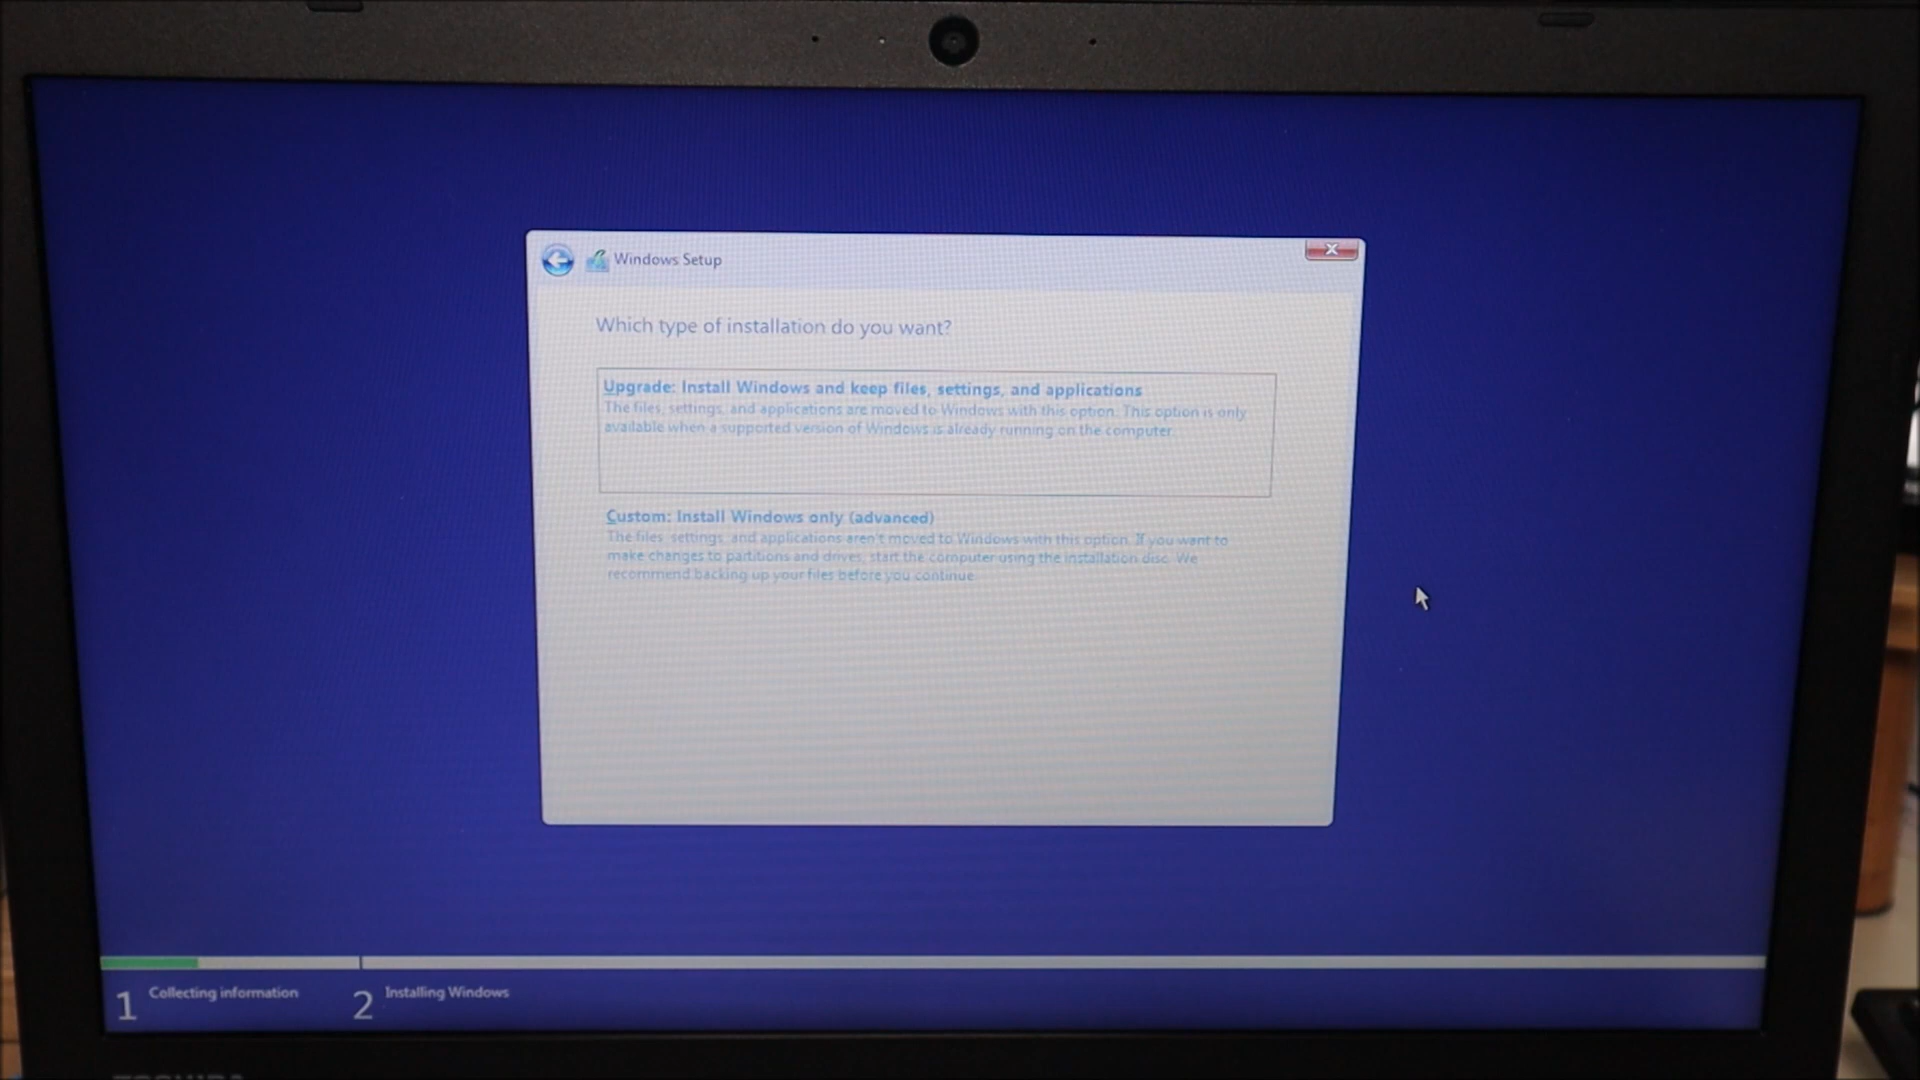 Windows Setup
Which type of installation do you want?
Upgrade: Install Windows and keep files, settings, and applications
The files, settings, and applications are moved to Windows with this option. This option is only
available when a supported version of Windows is already running on the computer.
Custom: Install Windows only (advanced)
The files, settings, and applications aren't moved to Windows with this option. If you want to
make changes to partitions and drives, start the computer using the installation disc. We
recommend backing up your files before you continue.
1 Collecting information
2 Installing Windows